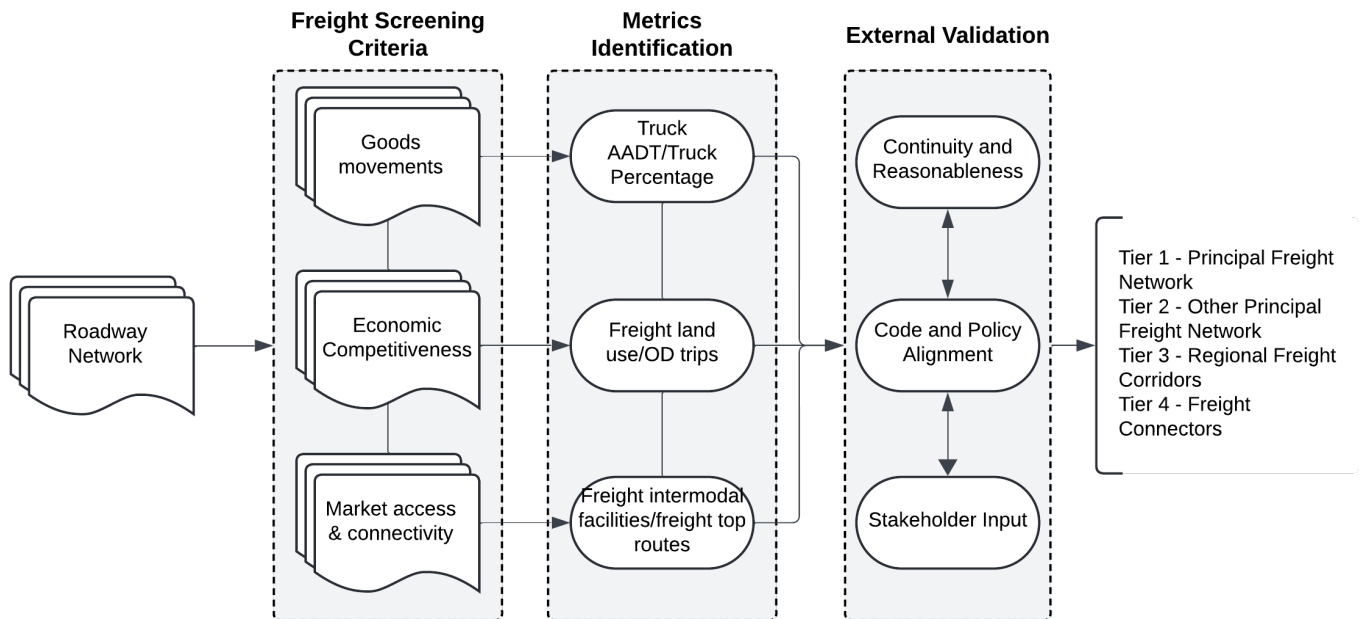 Freight Screening
Criteria
Metrics
Identification
External Validation
Roadway
Network
Goods
movements
Economic
Competitiveness
Market access
& connectivity
Truck
AADT/Truck
Percentage
Freight land
use/OD trips
Freight intermodal
facilities/freight top
routes
Continuity and
Reasonableness
Code and Policy
Alignment
Stakeholder Input
Tier 1 - Principal Freight
Network
Tier 2 - Other Principal
Freight Network
Tier 3 - Regional Freight
Corridors
Tier 4 - Freight
Connectors